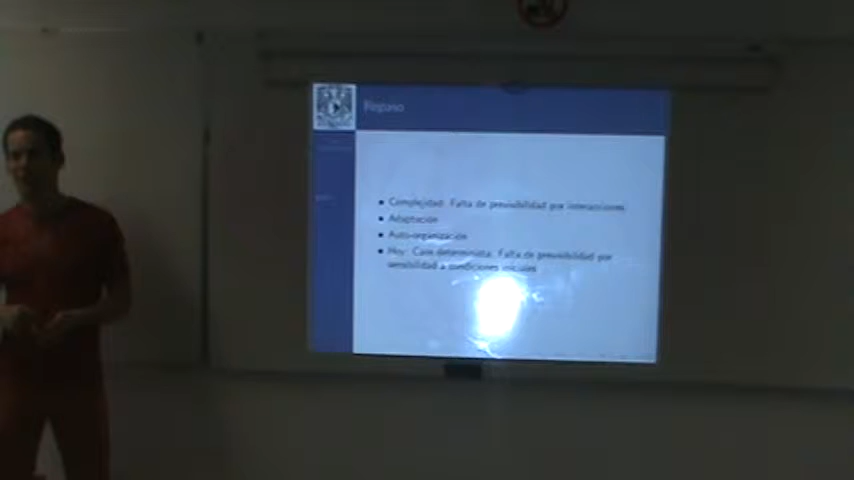 Repaso
• Complejidad: Falta de previsibilidad por interacciones
• Adaptación
• Auto-organización
• Hoy: Caos determinista: Falta de previsibilidad por
sensibilidad a condiciones iniciales